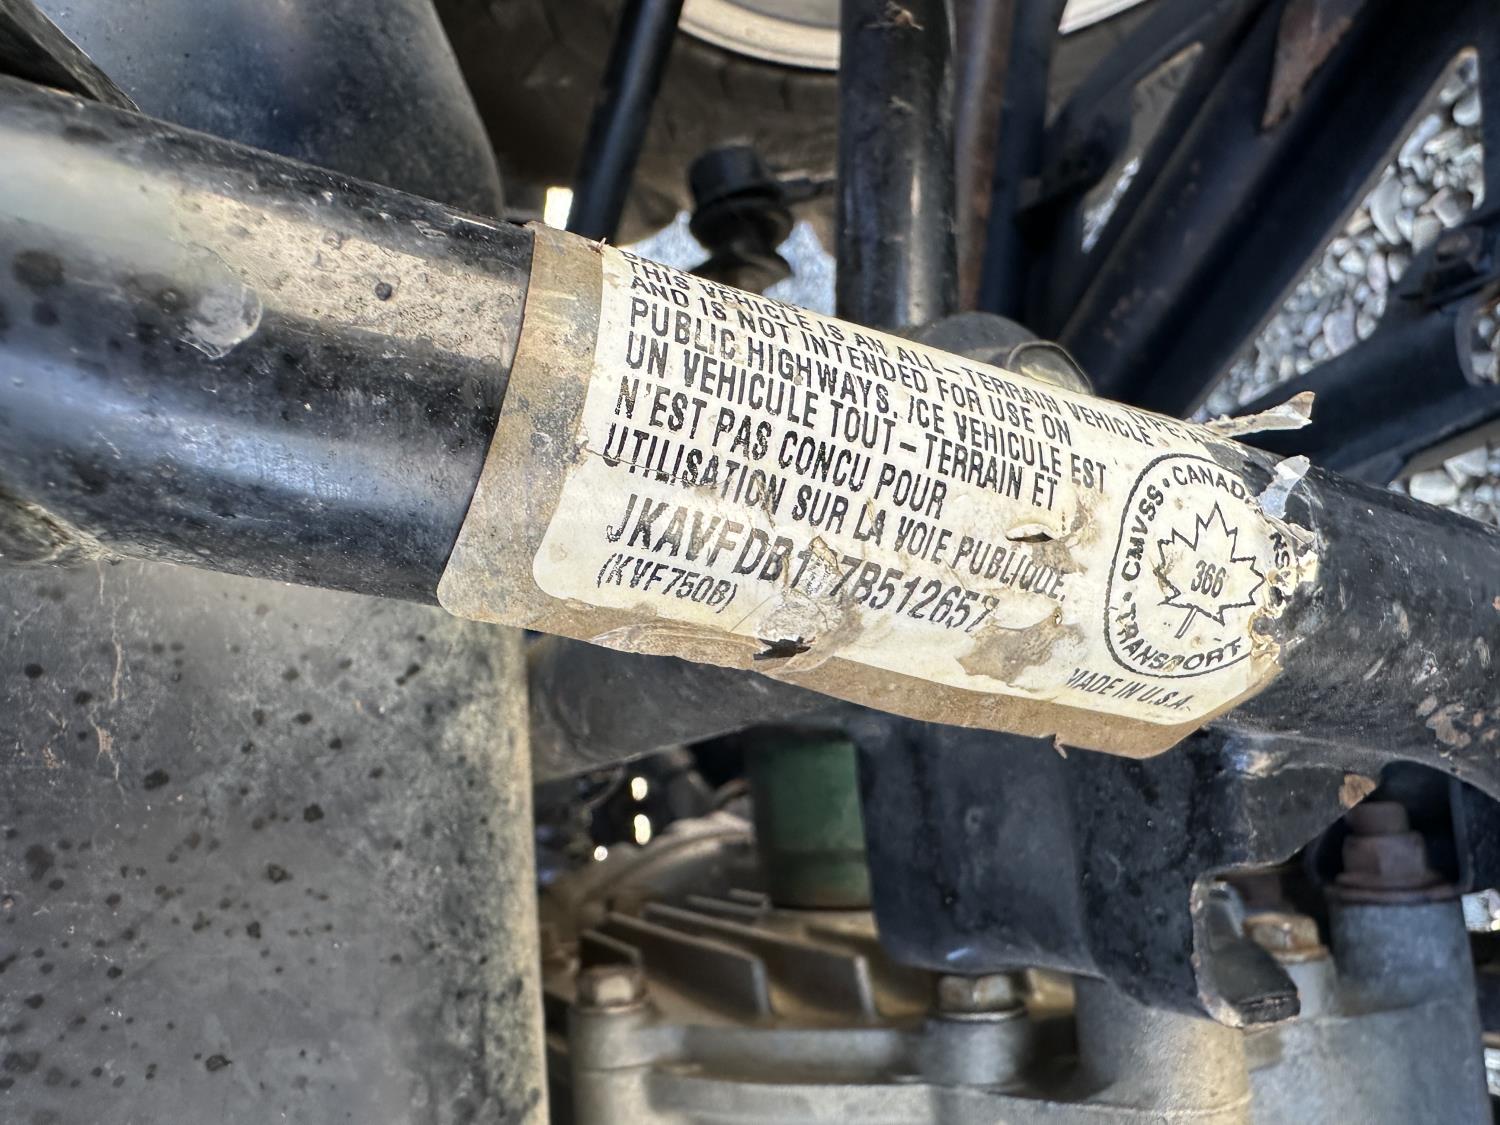 THIS VEHICLE IS AN ALL-TERRAIN VEHICLE
AND IS NOT INTENDED FOR USE ON
PUBLIC HIGHWAYS. /CE VEHICULE EST
UN VEHICULE TOUT-TERRAIN ET
N'EST PAS CONCU POUR
UTILISATION SUR LA VOIE PUBLIQUE.
(KVF750B)
CMVSS • CANADA
366
• TRANSPORT
MADE IN U.S.A.